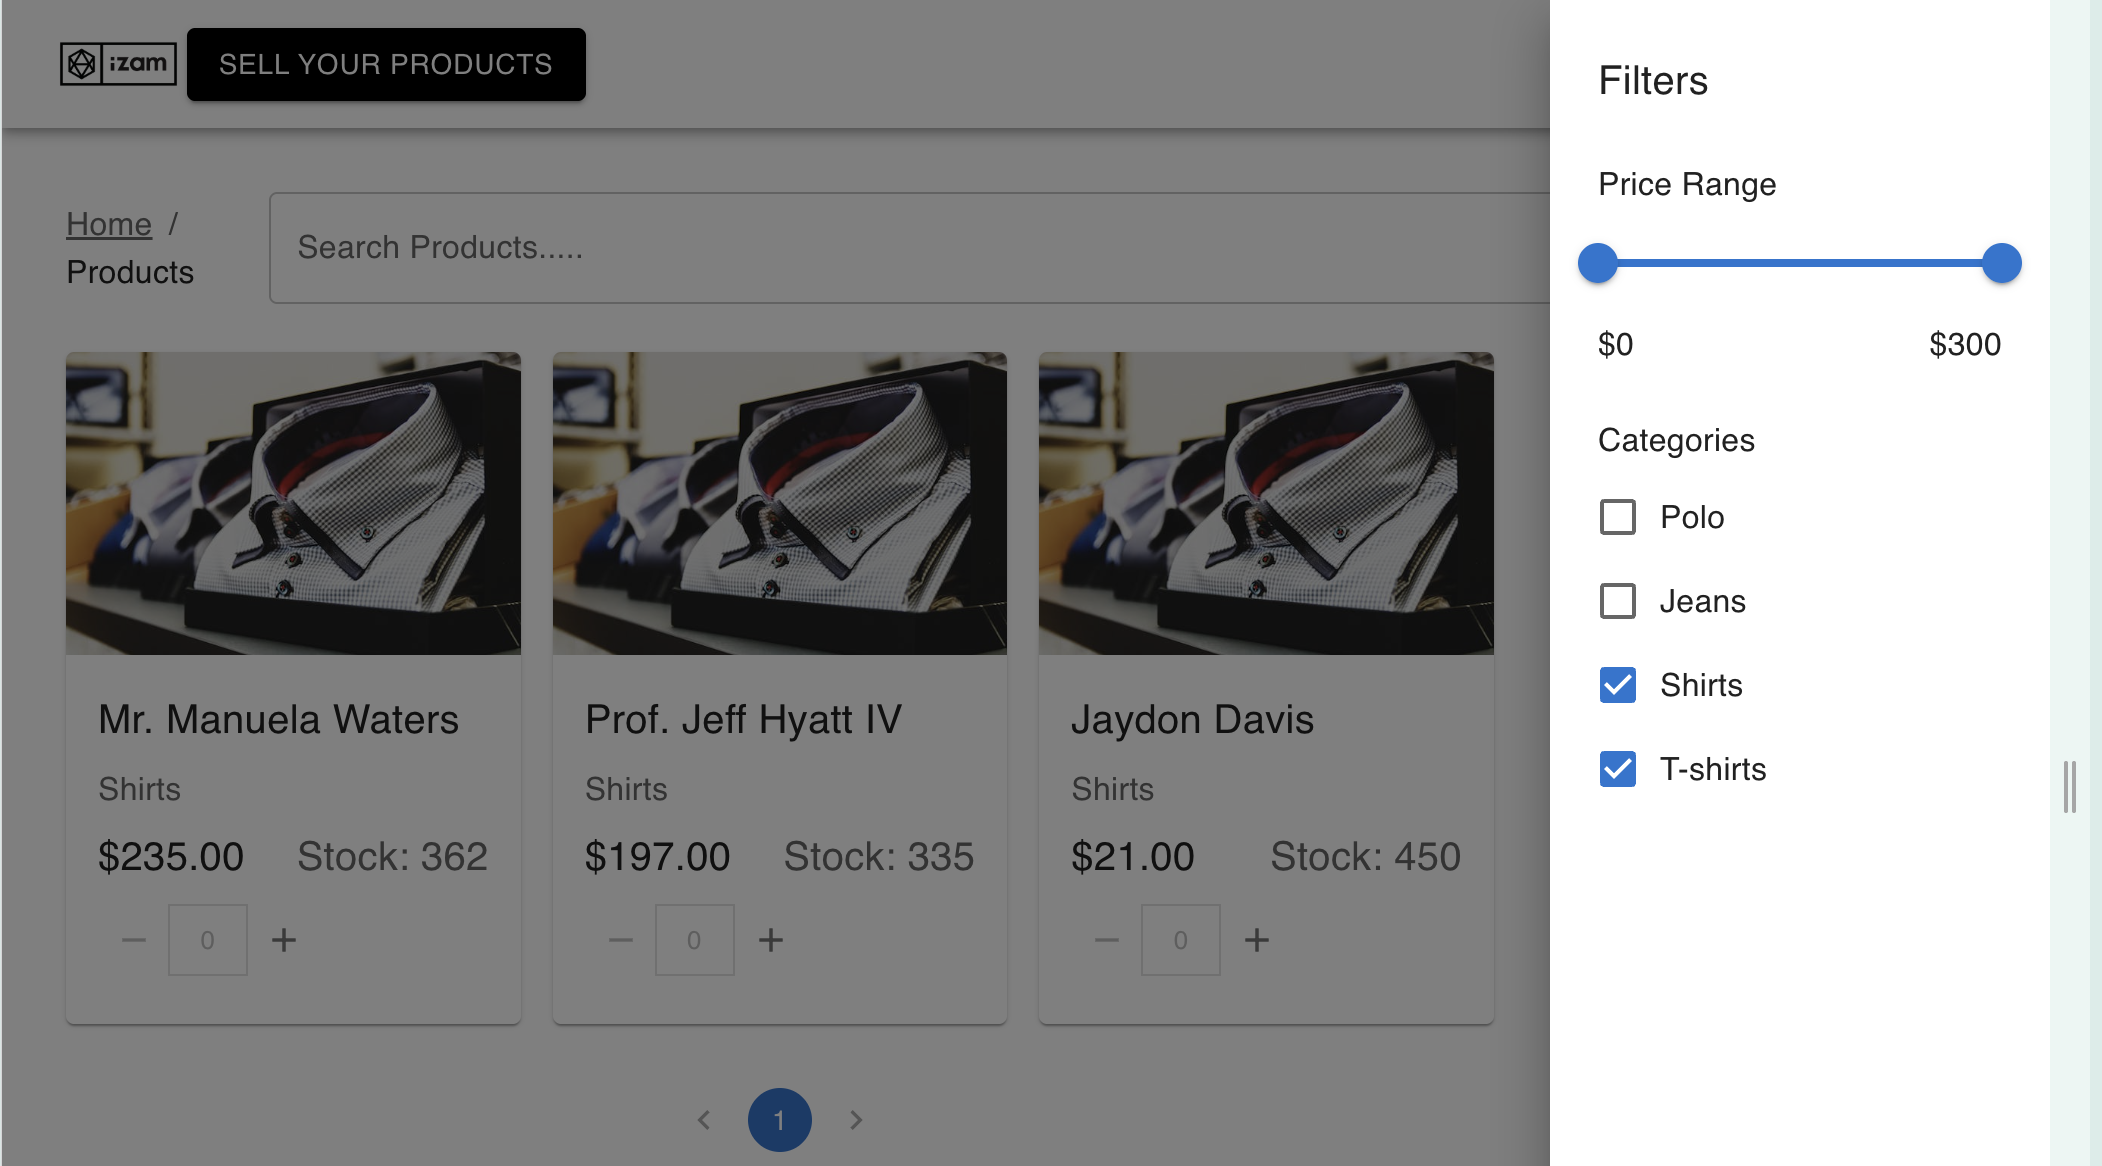 izam
SELL YOUR PRODUCTS
Home /
Products
Search Products.....
Mr. Manuela Waters
Shirts
$235.00 Stock: 362
0
Prof. Jeff Hyatt IV
Shirts
$197.00 Stock: 335
0
Jaydon Davis
Shirts
$21.00 Stock: 450
0
1
Filters
Price Range
$0 $300
Categories
Polo
Jeans
Shirts
T-shirts